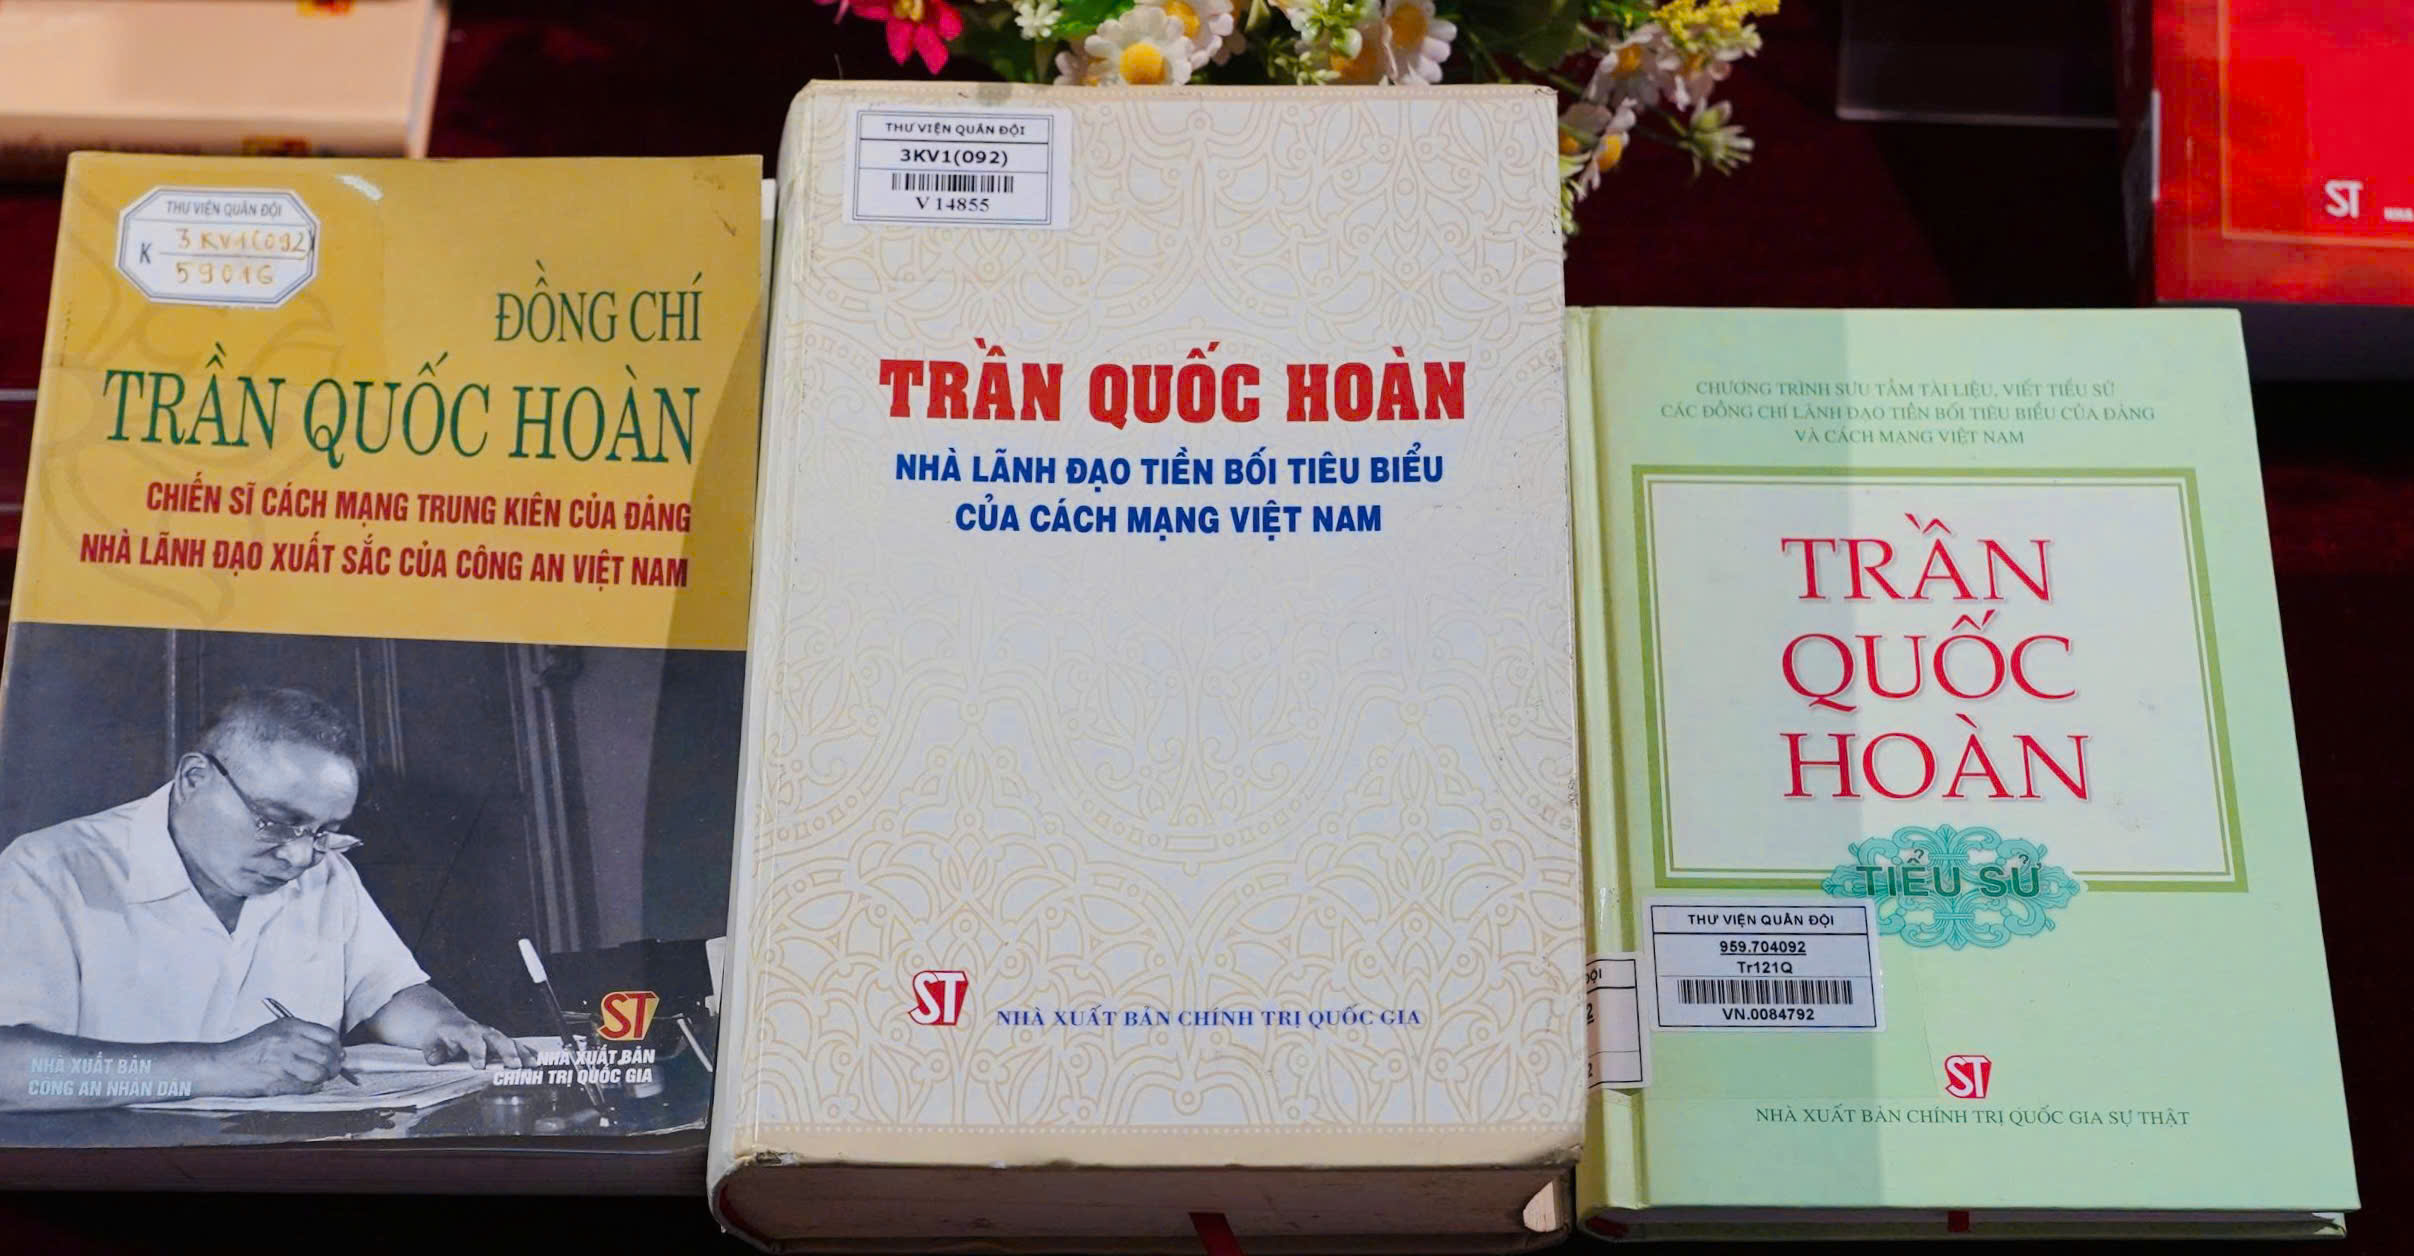 THƯ VIỆN QUÂN ĐỘI
K
3KV1(092)
59016
ĐỒNG CHÍ
TRẦN QUỐC HOÀN
CHIẾN SĨ CÁCH MẠNG TRUNG KIÊN CỦA ĐẢNG
NHÀ LÃNH ĐẠO XUẤT SẮC CỦA CÔNG AN VIỆT NAM
NHÀ XUẤT BẢN
CÔNG AN NHÂN DÂN
ST
NHÀ XUẤT BẢN
CHÍNH TRỊ QUỐC GIA
THƯ VIỆN QUÂN ĐỘI
3KV1(092)
V 14855
TRẦN QUỐC HOÀN
NHÀ LÃNH ĐẠO TIỀN BỐI TIÊU BIỂU
CỦA CÁCH MẠNG VIỆT NAM
ST
NHÀ XUẤT BẢN CHÍNH TRỊ QUỐC GIA
CHƯƠNG TRÌNH SƯU TẦM TÀI LIỆU, VIẾT TIỂU SỬ
CÁC ĐỒNG CHÍ LÃNH ĐẠO TIỀN BỐI TIÊU BIỂU CỦA ĐẢNG
VÀ CÁCH MẠNG VIỆT NAM
TRẦN
QUỐC
HOÀN
TIỂU SỬ
THƯ VIỆN QUÂN ĐỘI
959.704092
Tr121Q
VN.0084792
ST
NHÀ XUẤT BẢN CHÍNH TRỊ QUỐC GIA SỰ THẬT
ST